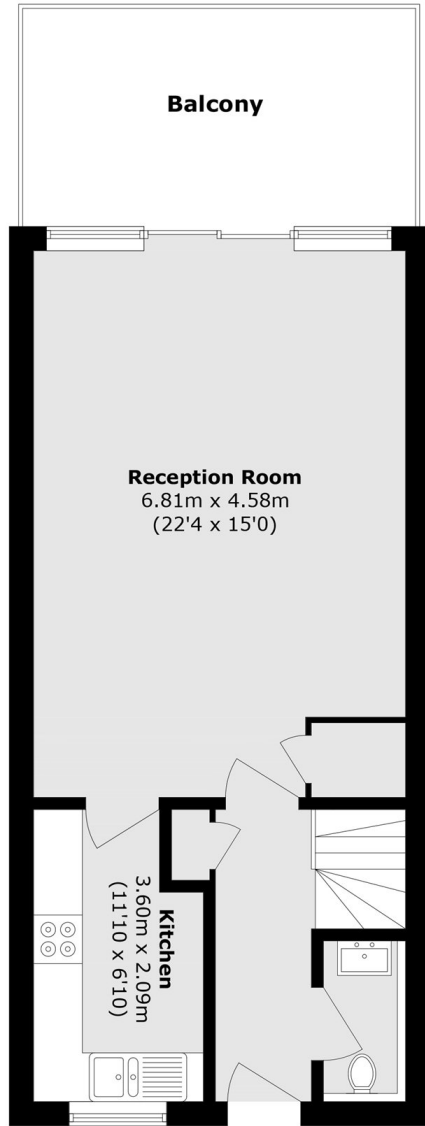 Balcony
Reception Room
6.81m x 4.58m
(22'4 x 15'0)
Kitchen
3.60m x 2.09m
(11'10 x 6'10)